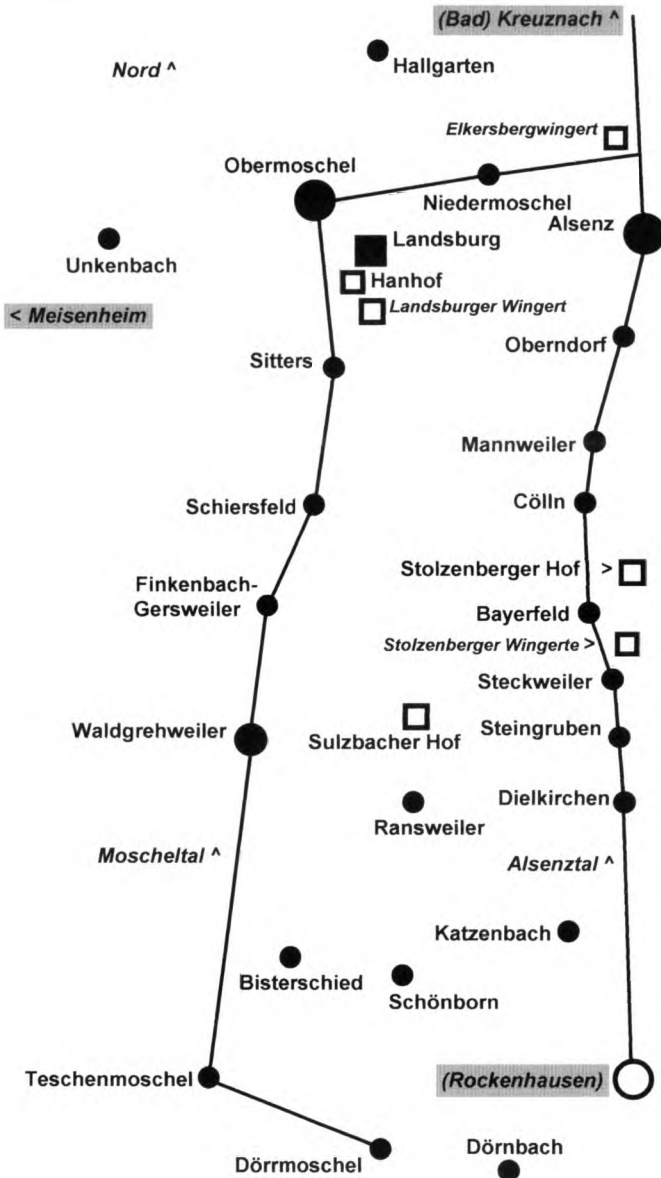 (Bad) Kreuznach ^
Nord ^
Hallgarten
Elkersbergwingert
Obermoschel
Niedermoschel
Alsenz
Landsburg
Unkenbach
Hanhof
Landsburger Wingert
< Meisenheim
Oberndorf
Sitters
Mannweiler
Schiersfeld
Cölln
Stolzenberger Hof >
Finkenbach-
Gersweiler
Bayerfeld
Stolzenberger Wingerte >
Steckweiler
Waldgrehweiler
Steingruben
Sulzbacher Hof
Dielkirchen
Ransweiler
Moscheltal ^
Alsenztal ^
Katzenbach
Bisterschied
Schönborn
Teschenmoschel
(Rockenhausen)
Dörnbach
Dörrmoschel